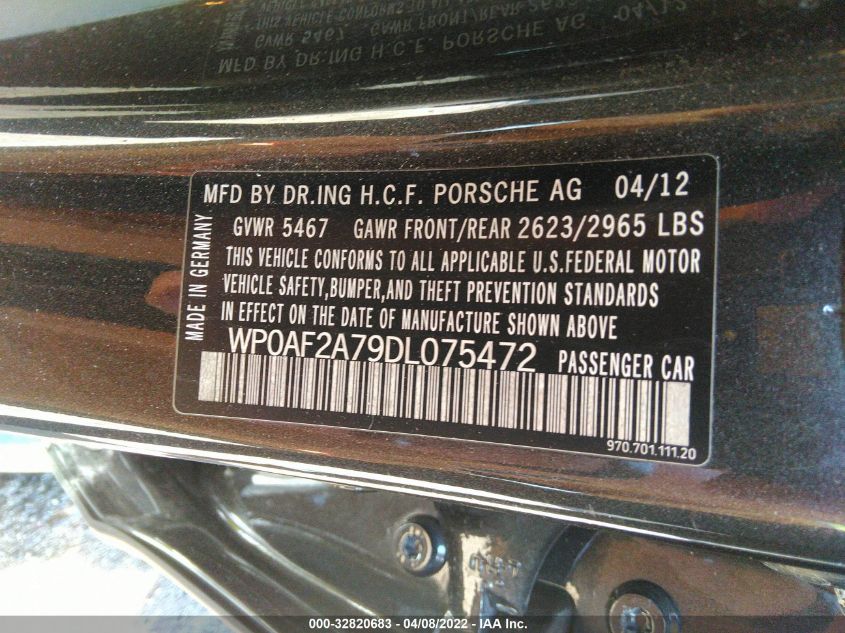 MFD BY DR.ING H.C.F. PORSCHE AG 04/12
GVWR 5467 GAWR FRONT/REAR 2623/2965 LBS
THIS VEHICLE CONFORMS TO ALL APPLICABLE U.S.FEDERAL MOTOR
VEHICLE SAFETY,BUMPER,AND THEFT PREVENTION STANDARDS
IN EFFECT ON THE DATE OF MANUFACTURE SHOWN ABOVE
WP0AF2A79DL075472 PASSENGER CAR
MADE IN GERMANY
970.701.111.20
000-32820683 - 04/08/2022 - IAA Inc.